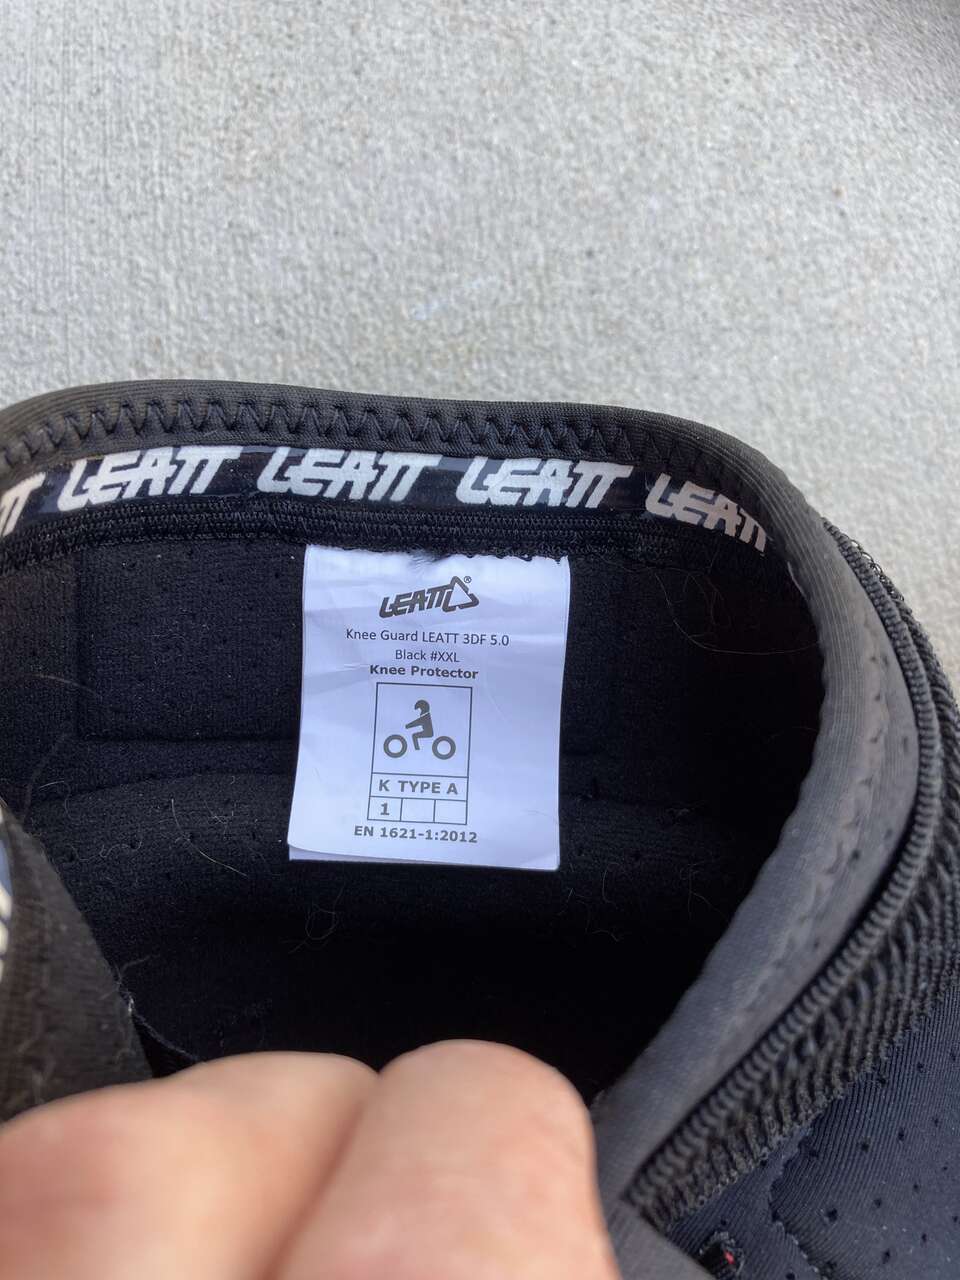 LEATT LEATT LEATT LEATT
LEATT®
Knee Guard LEATT 3DF 5.0
Black #XXL
Knee Protector
K TYPE A
1
EN 1621-1:2012